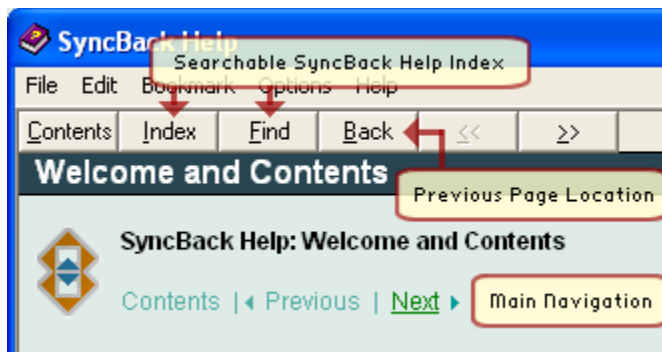 SyncBack Help
Searchable SyncBack Help Index
File Edit Bookmark Options Help
Contents Index Find Back << >>
Welcome and Contents
Previous Page Location
SyncBack Help: Welcome and Contents
Contents | Previous | Next
Main Navigation